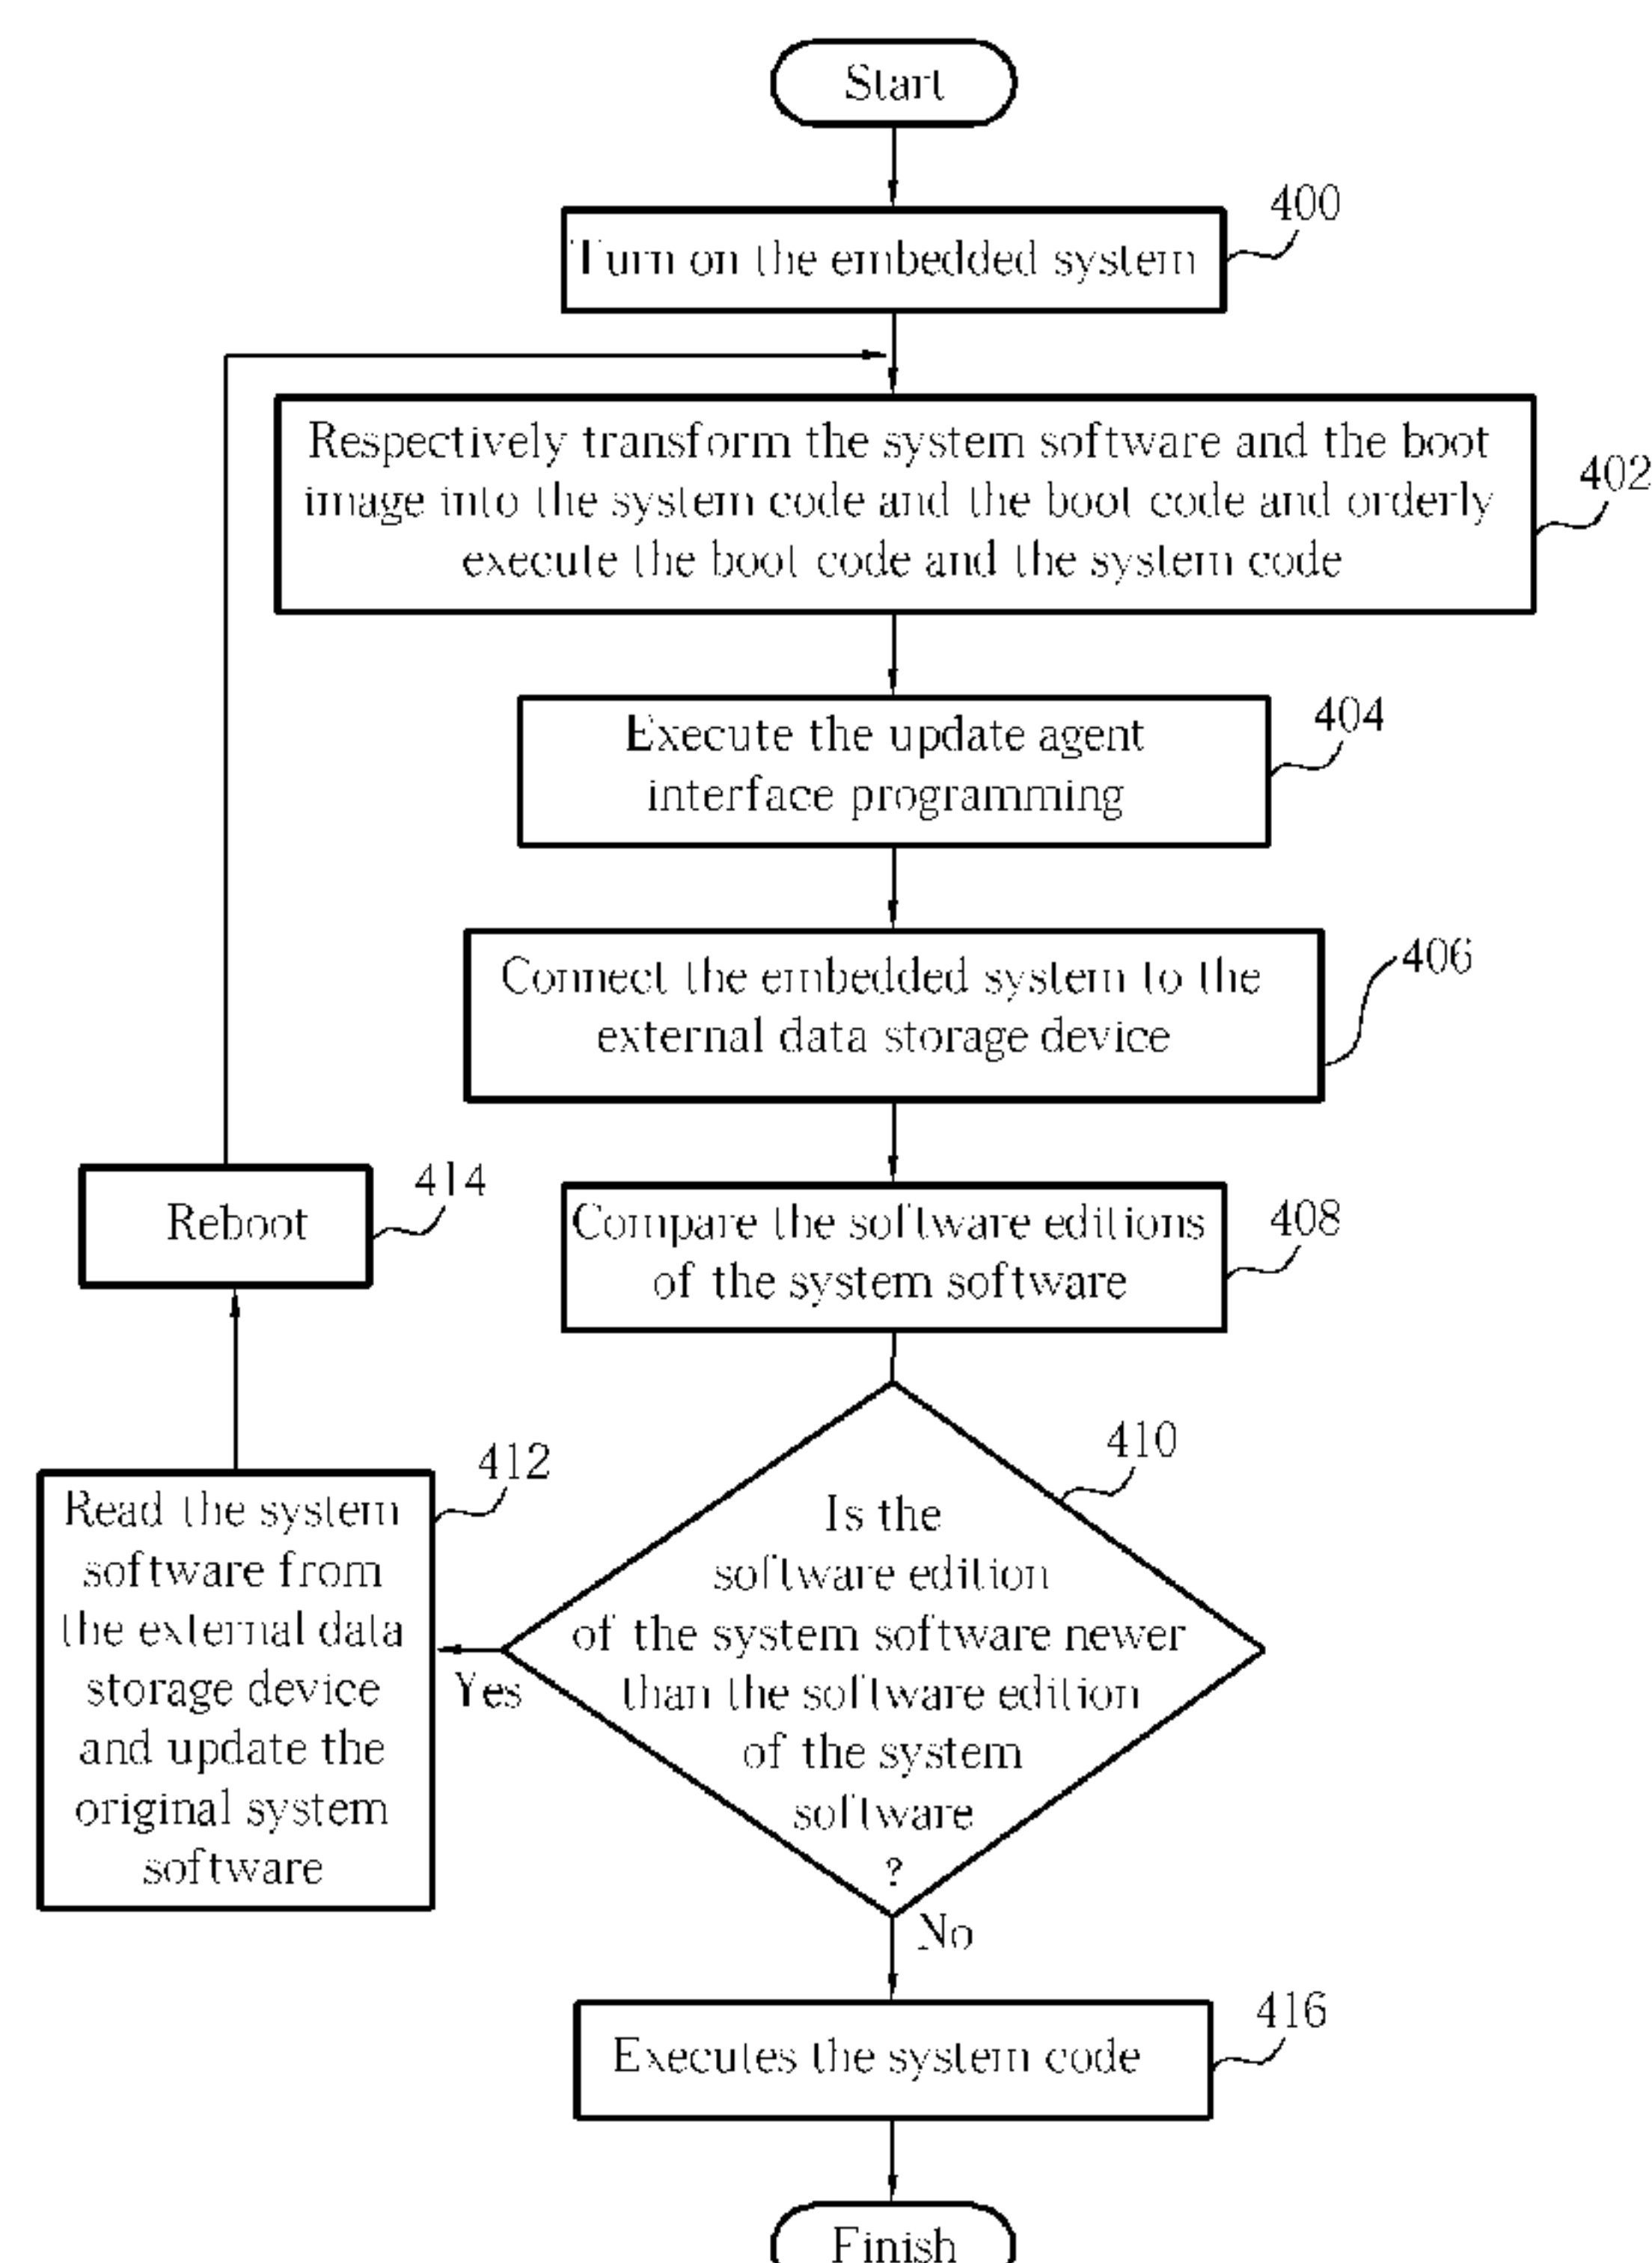 Start
400
Turn on the embedded system
Respectively transform the system software and the boot
image into the system code and the boot code and orderly
execute the boot code and the system code
402
Execute the update agent
interface programming
404
Connect the embedded system to the
external data storage device
406
Reboot
414
Compare the software editions
of the system software
408
410
Is the
software edition
of the system software newer
than the software edition
of the system
software
?
Yes
412
Read the system
software from
the external data
storage device
and update the
original system
software
No
Executes the system code
416
Finish